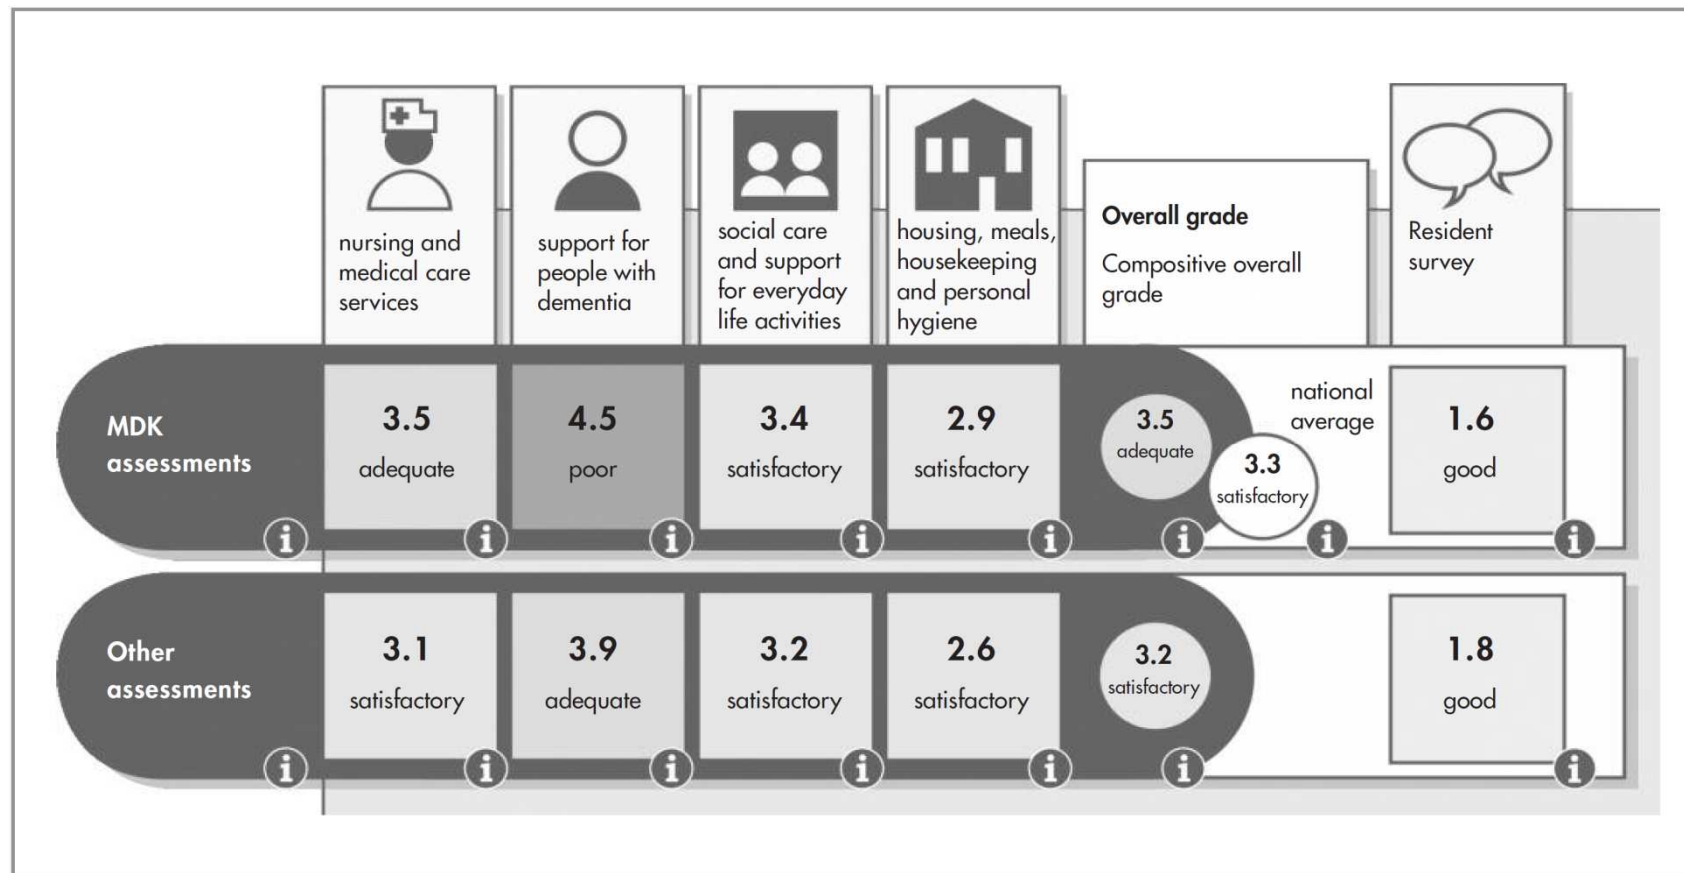 nursing and
medical care
services
support for
people with
dementia
social care
and support
for everyday
life activities
housing, meals,
housekeeping
and personal
hygiene
Overall grade
Compositive overall
grade
Resident
survey
MDK
assessments
3.5
adequate
4.5
poor
3.4
satisfactory
2.9
satisfactory
3.5
adequate
national
average
3.3
satisfactory
1.6
good
i i i i i i i i
Other
assessments
3.1
satisfactory
3.9
adequate
3.2
satisfactory
2.6
satisfactory
3.2
satisfactory
1.8
good
i i i i i i i